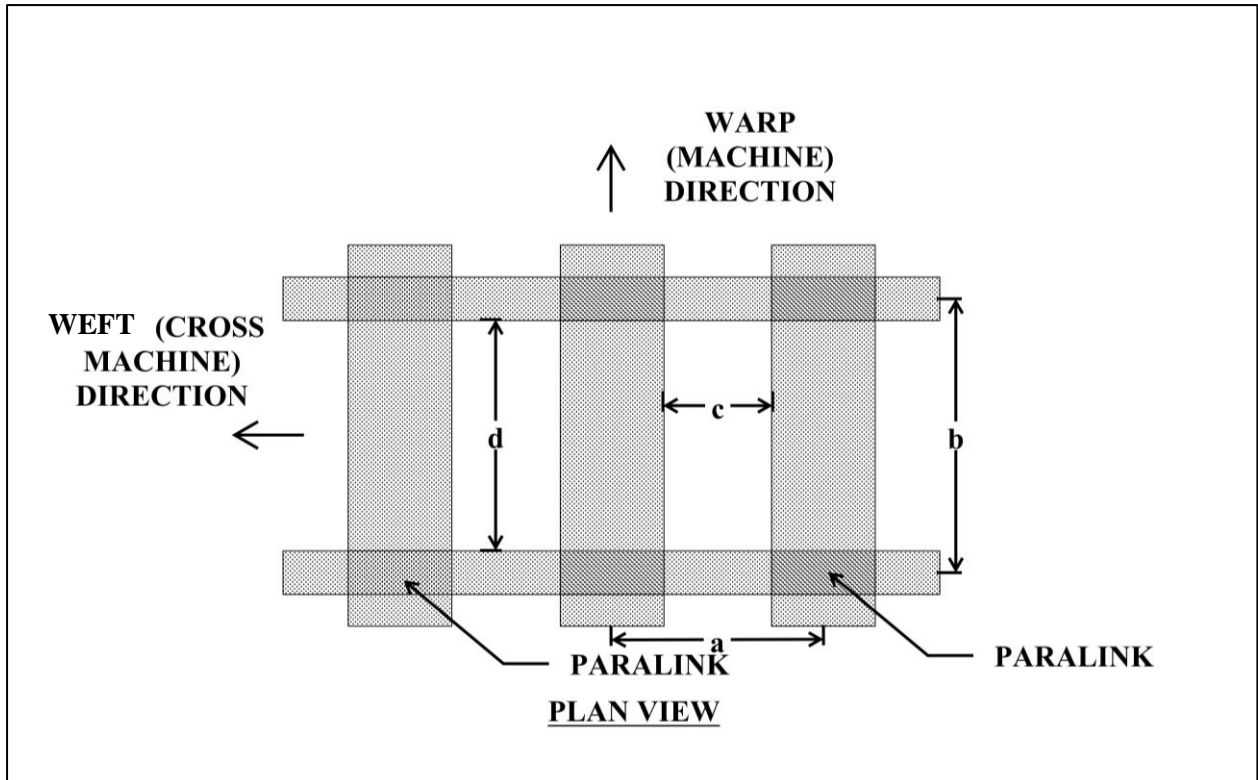 WARP
(MACHINE)
DIRECTION
WEFT (CROSS
MACHINE)
DIRECTION
c
d
b
a
PARALINK
PARALINK
PLAN VIEW